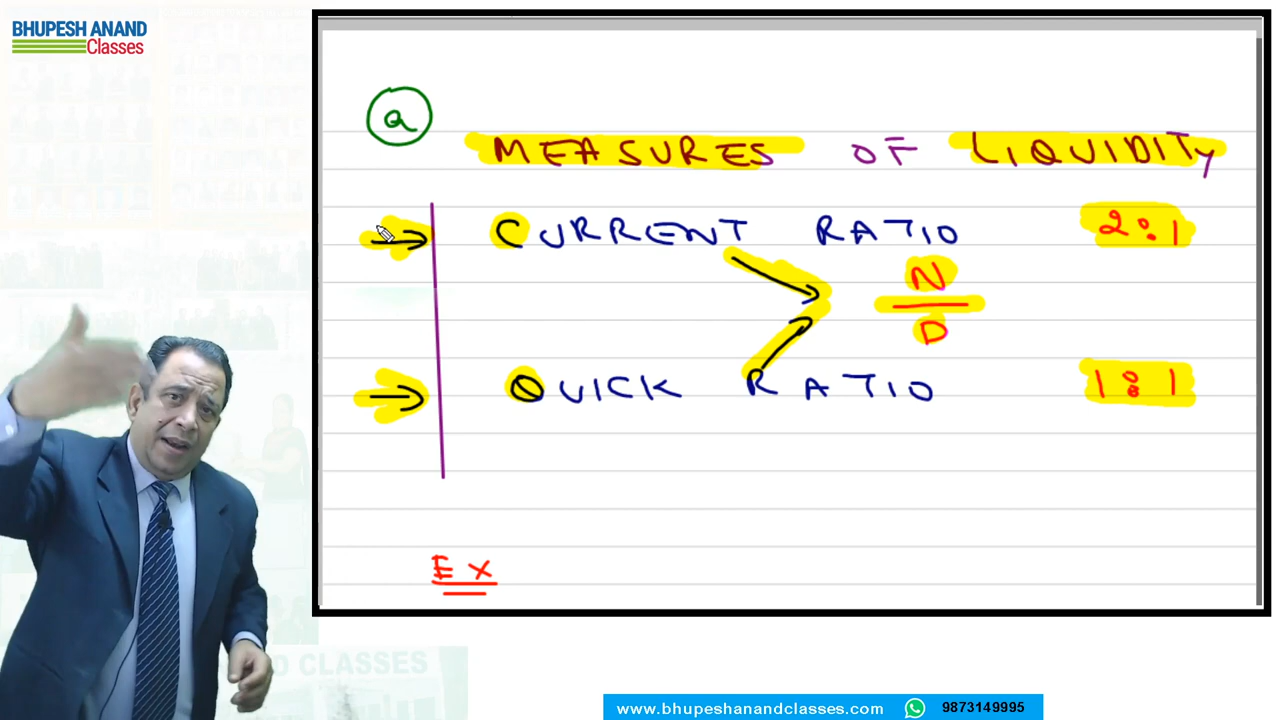 BHUPESH ANAND
Classes
a
MEASURES OF LIQUIDITY
CURRENT RATIO 2:1
N
D
QUICK RATIO 1:1
EX
CLASSES
www.bhupeshanandclasses.com 9873149995